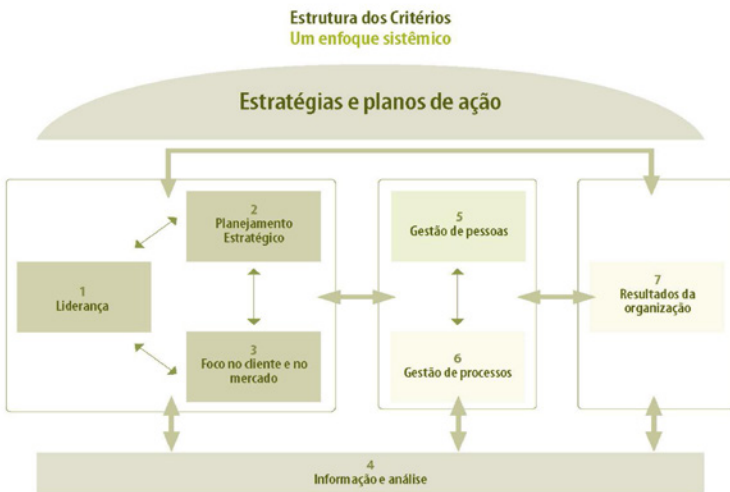 Estrutura dos Critérios
Um enfoque sistêmico
Estratégias e planos de ação
1
Liderança
2
Planejamento
Estratégico
3
Foco no cliente e no
mercado
5
Gestão de pessoas
6
Gestão de processos
7
Resultados da
organização
4
Informação e análise